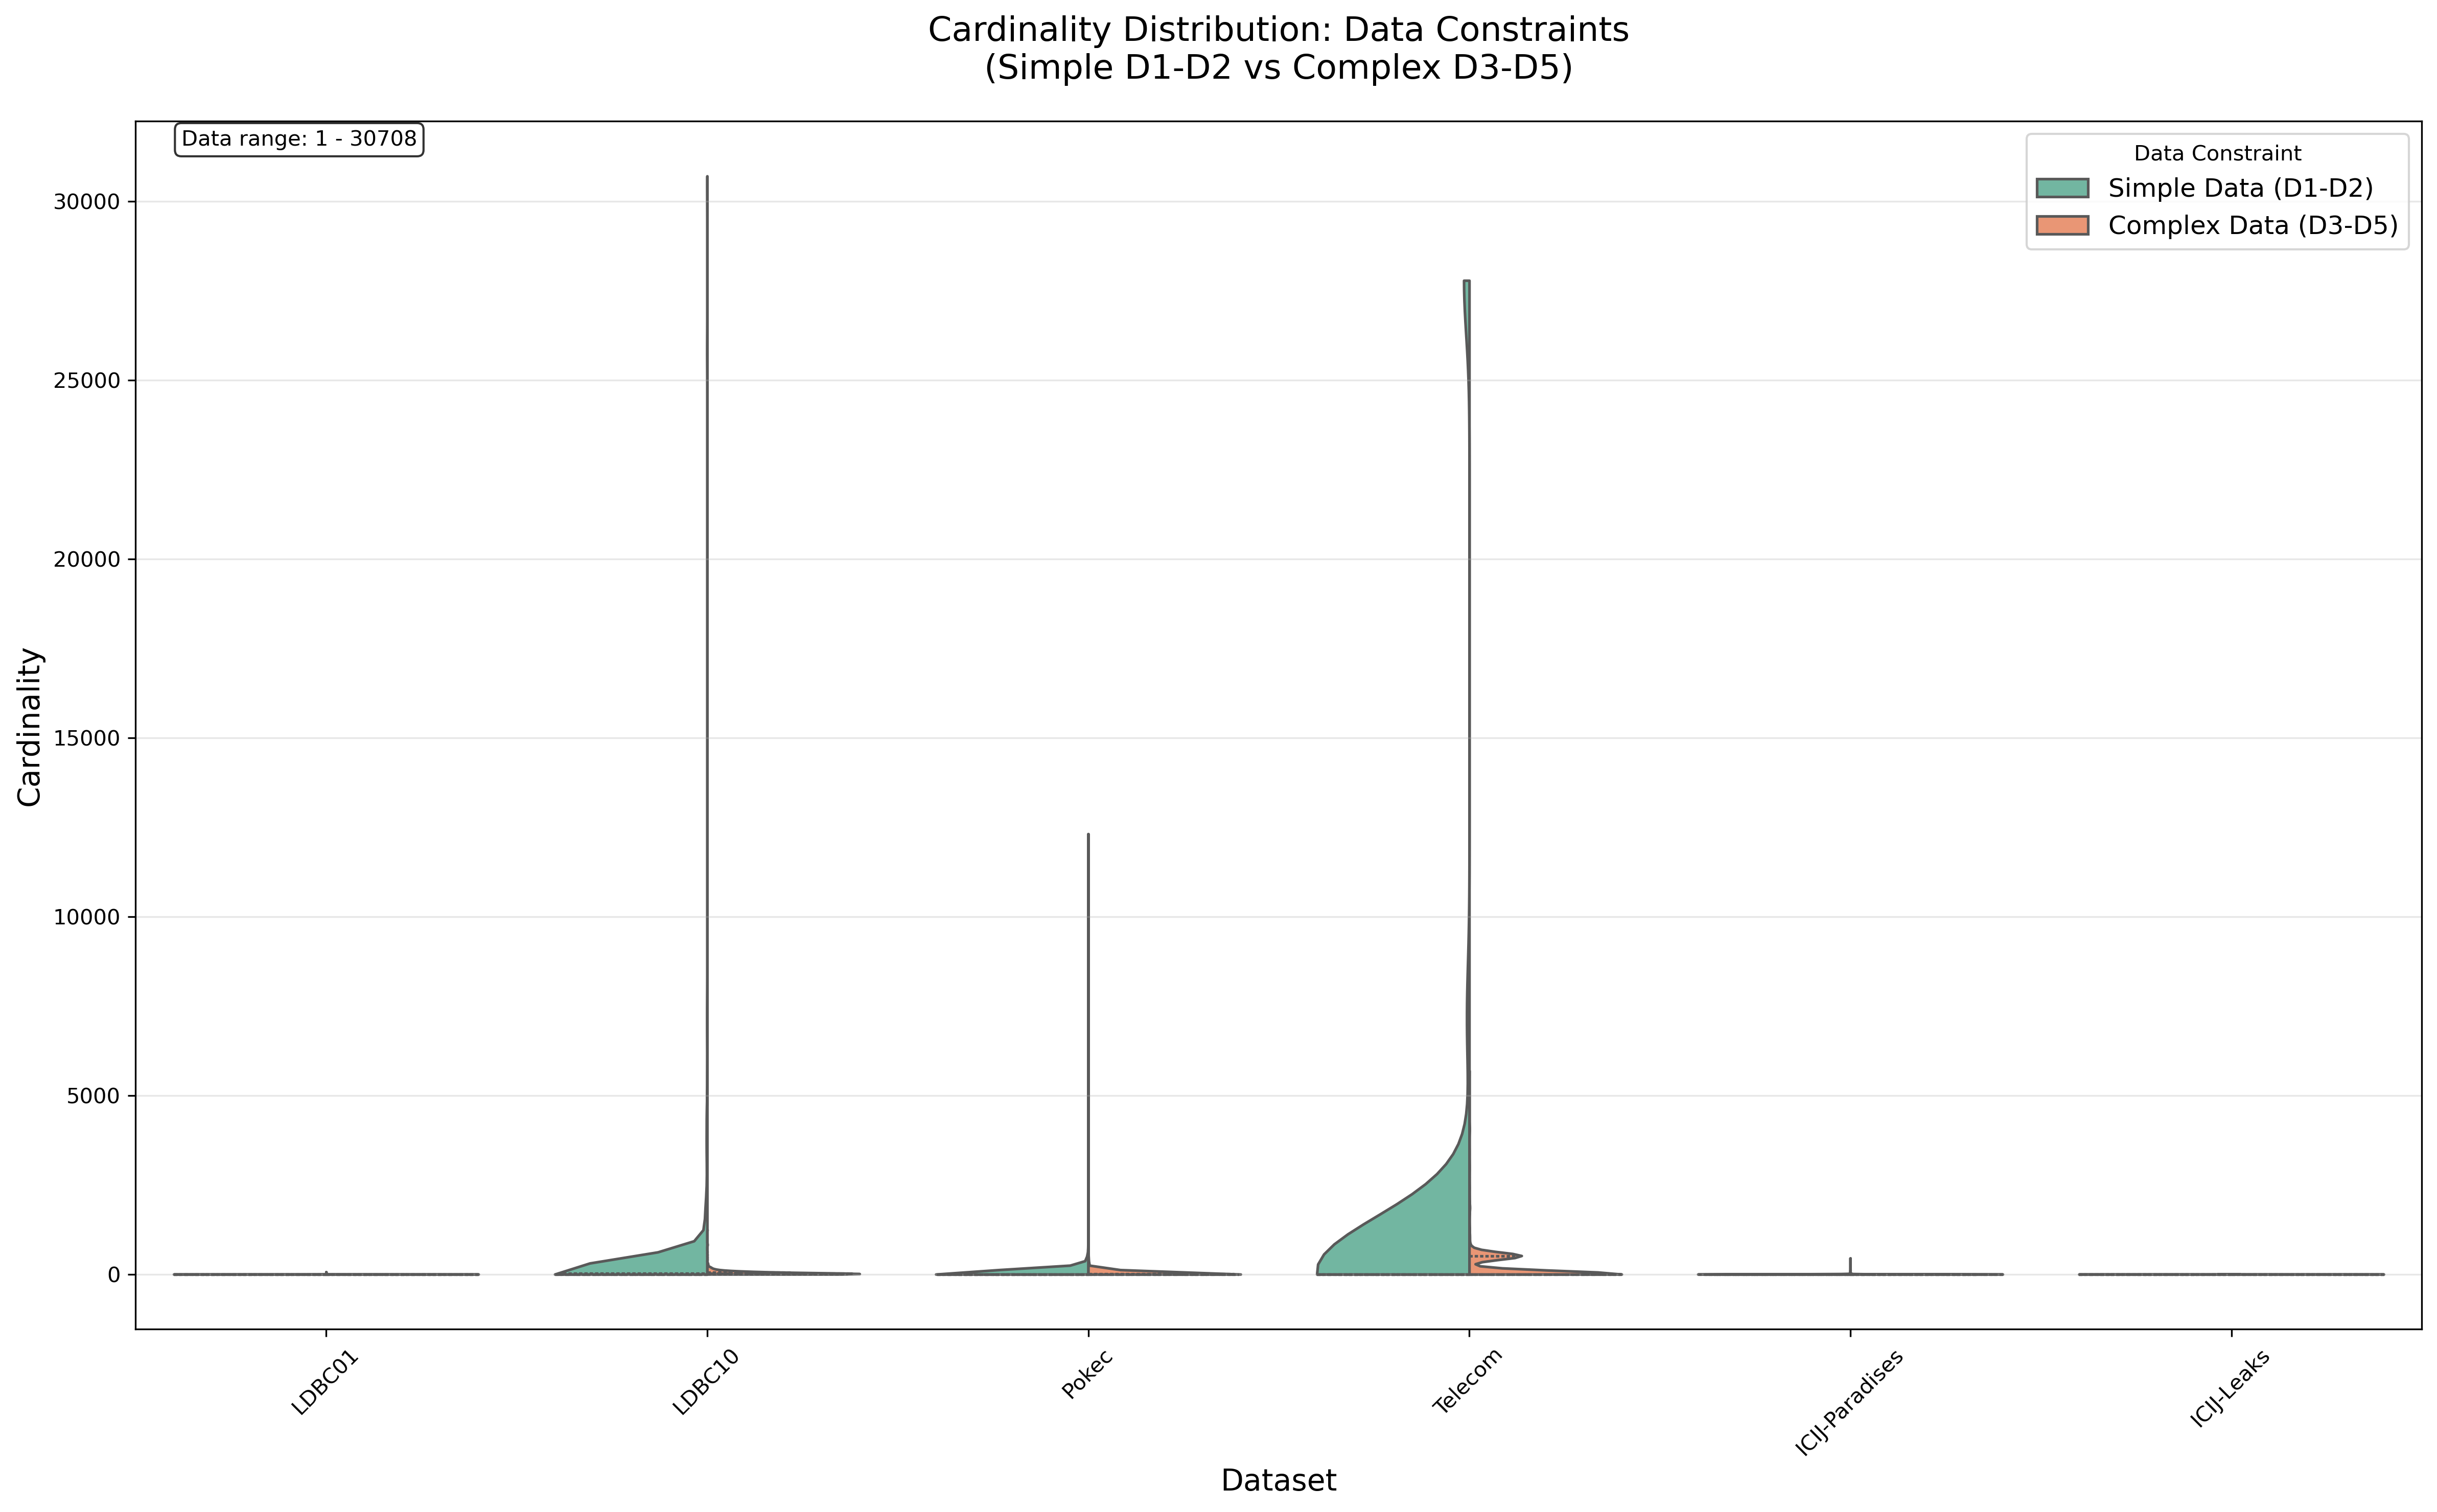 Cardinality Distribution: Data Constraints
(Simple D1-D2 vs Complex D3-D5)
Data range: 1 - 30708
Data Constraint
Simple Data (D1-D2)
Complex Data (D3-D5)
Cardinality
30000
25000
20000
15000
10000
5000
0
LDBC01
LDBC10
Pokec
Telecom
ICIJ-Paradises
ICIJ-Leaks
Dataset